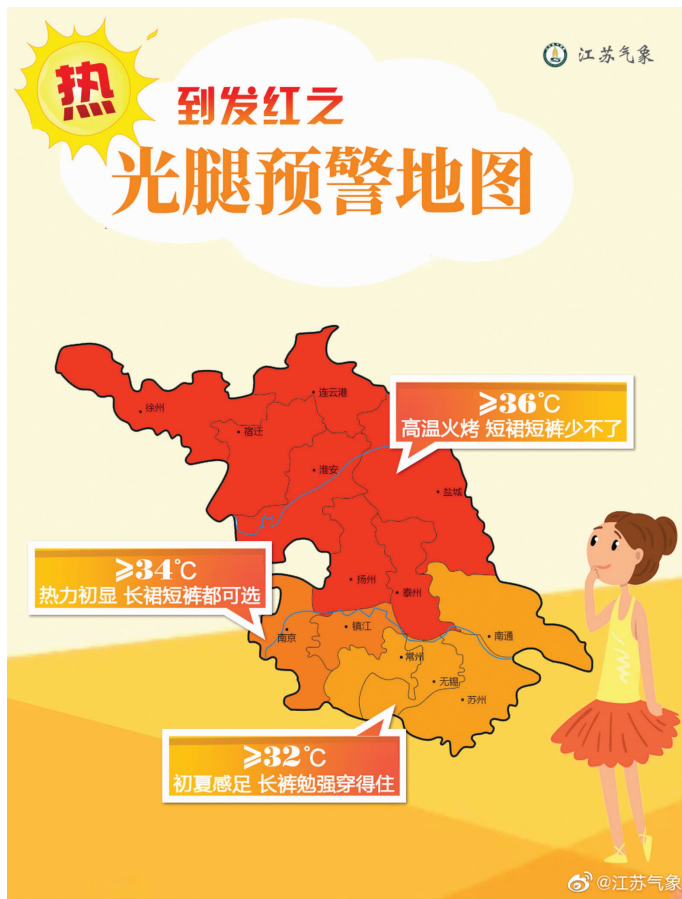 热
江苏气象
到发红之
光腿预警地图
连云港
徐州
宿迁
≥36℃
高温火烤 短裙短裤少不了
淮安
盐城
≥34℃
热力初显 长裙短裤都可选
扬州
泰州
南京
镇江
南通
常州
无锡
苏州
≥32℃
初夏感足 长裤勉强穿得住
@江苏气象